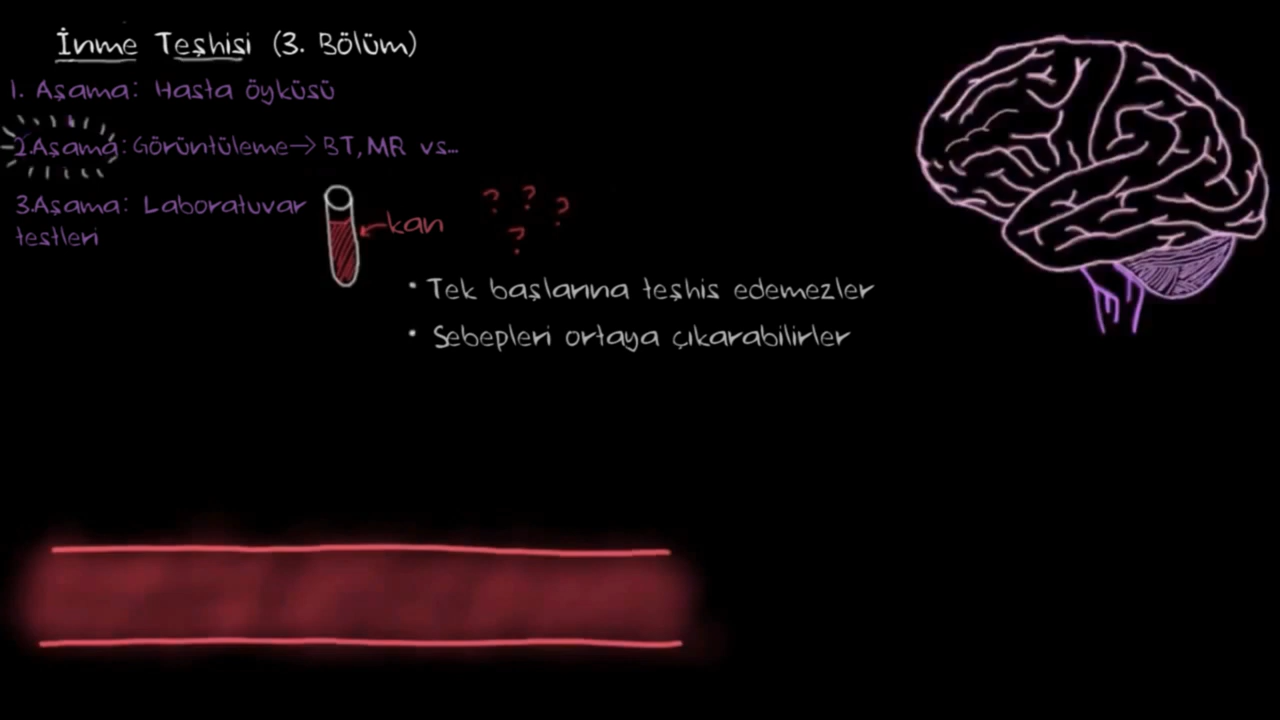 İnme Teşhisi (3. Bölüm)
1. Aşama: Hasta öyküsü
2.Aşama: Görüntüleme→ BT, MR vs...
3.Aşama: Laboratuvar
testleri
kan
? ? ?
?
• Tek başlarına teşhis edemezler
• Sebepleri ortaya çıkarabilirler